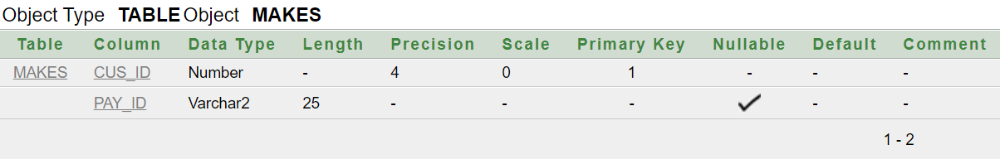 Object Type TABLE Object MAKES
Table Column Data Type Length Precision Scale Primary Key Nullable Default Comment
MAKES CUS_ID Number - 4 0 1 - - -
PAY_ID Varchar2 25 - - - ✓ - -
1 - 2